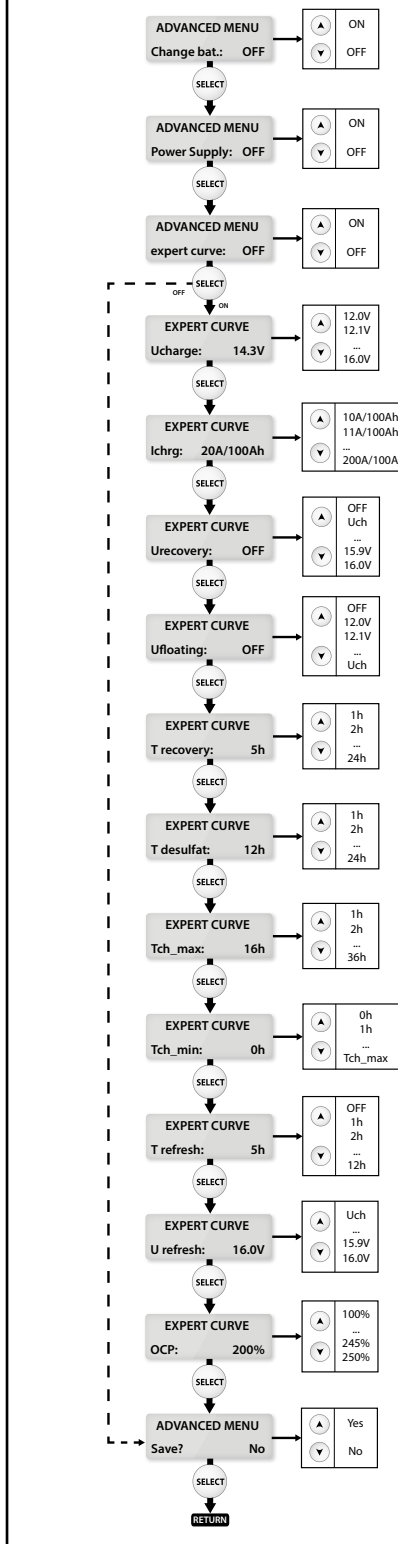 ADVANCED MENU
Change bat.: OFF
ON
OFF
SELECT
ADVANCED MENU
Power Supply: OFF
ON
OFF
SELECT
ADVANCED MENU
expert curve: OFF
ON
OFF
SELECT
OFF
ON
EXPERT CURVE
Ucharge: 14.3V
12.0V
12.1V
...
16.0V
SELECT
EXPERT CURVE
Ichrg: 20A/100Ah
10A/100Ah
11A/100Ah
...
200A/100A
SELECT
EXPERT CURVE
Urecovery: OFF
OFF
Uch
...
15.9V
16.0V
SELECT
EXPERT CURVE
Ufloating: OFF
OFF
12.0V
12.1V
...
Uch
SELECT
EXPERT CURVE
T recovery: 5h
1h
2h
...
24h
SELECT
EXPERT CURVE
T desulfat: 12h
1h
2h
...
24h
SELECT
EXPERT CURVE
Tch_max: 16h
1h
2h
...
36h
SELECT
EXPERT CURVE
Tch_min: 0h
0h
1h
...
Tch_max
SELECT
EXPERT CURVE
T refresh: 5h
OFF
1h
2h
...
12h
SELECT
EXPERT CURVE
U refresh: 16.0V
Uch
...
15.9V
16.0V
SELECT
EXPERT CURVE
OCP: 200%
100%
...
245%
250%
SELECT
ADVANCED MENU
Save? No
Yes
No
SELECT
RETURN